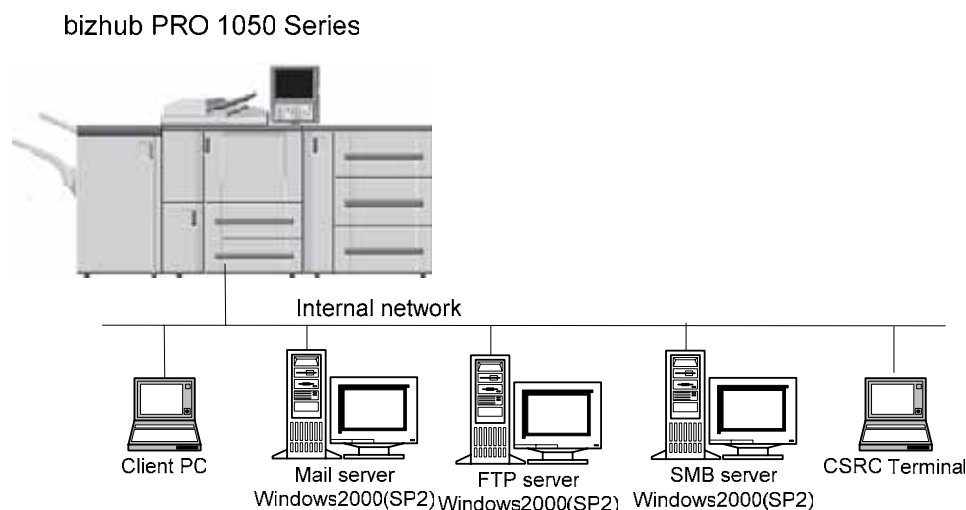 bizhub PRO 1050 Series
Internal network
Client PC
Mail server
Windows2000(SP2)
FTP server
Windows2000(SP2)
SMB server
Windows2000(SP2)
CSRC Terminal